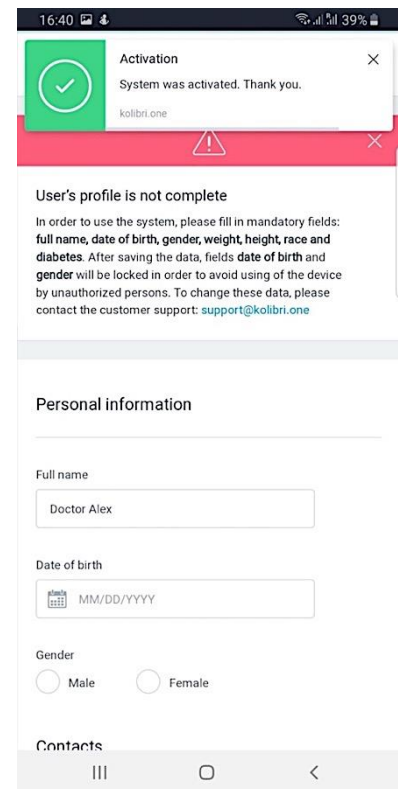 16:40 39%
Activation
System was activated. Thank you.
kolibri.one
User's profile is not complete
In order to use the system, please fill in mandatory fields:
full name, date of birth, gender, weight, height, race and
diabetes. After saving the data, fields date of birth and
gender will be locked in order to avoid using of the device
by unauthorized persons. To change these data, please
contact the customer support: support@kolibri.one
Personal information
Full name
Doctor Alex
Date of birth
MM/DD/YYYY
Gender
Male Female
Contacts